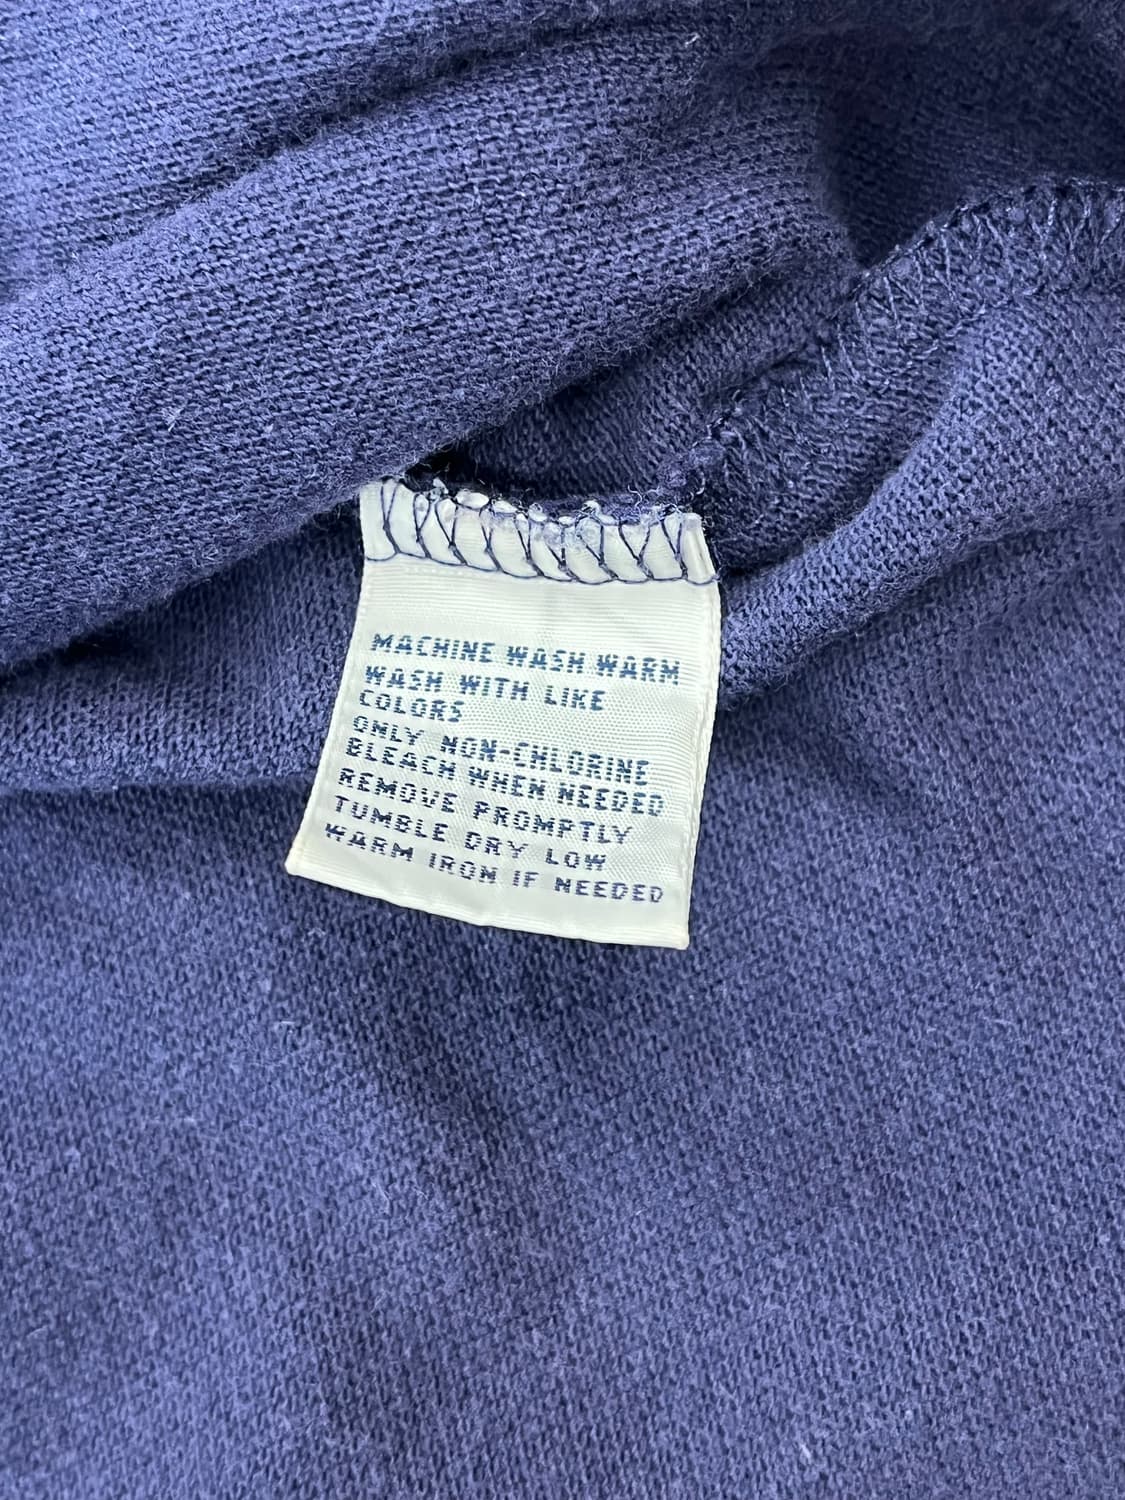 MACHINE WASH WARM
WASH WITH LIKE
COLORS
ONLY NON-CHLORINE
BLEACH WHEN NEEDED
REMOVE PROMPTLY
TUMBLE DRY LOW
WARM IRON IF NEEDED